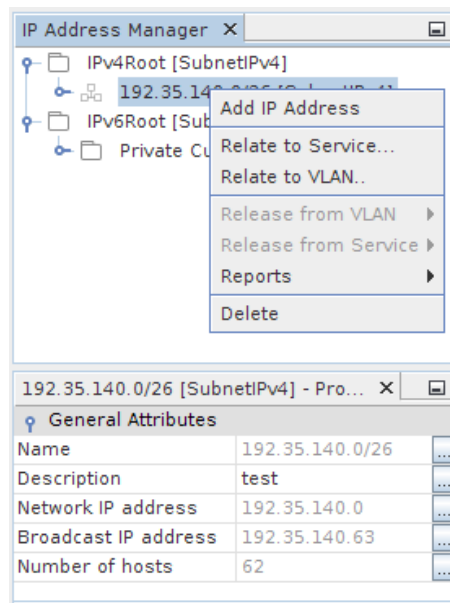 IP Address Manager
IPv4Root [SubnetIPv4]
192.35.140.0/26
IPv6Root [Sub
Private Cu
Add IP Address
Relate to Service...
Relate to VLAN..
Release from VLAN
Release from Service
Reports
Delete
192.35.140.0/26 [SubnetIPv4] - Pro...
General Attributes
Name 192.35.140.0/26
...
Description test
...
Network IP address 192.35.140.0
...
Broadcast IP address 192.35.140.63
...
Number of hosts 62
...